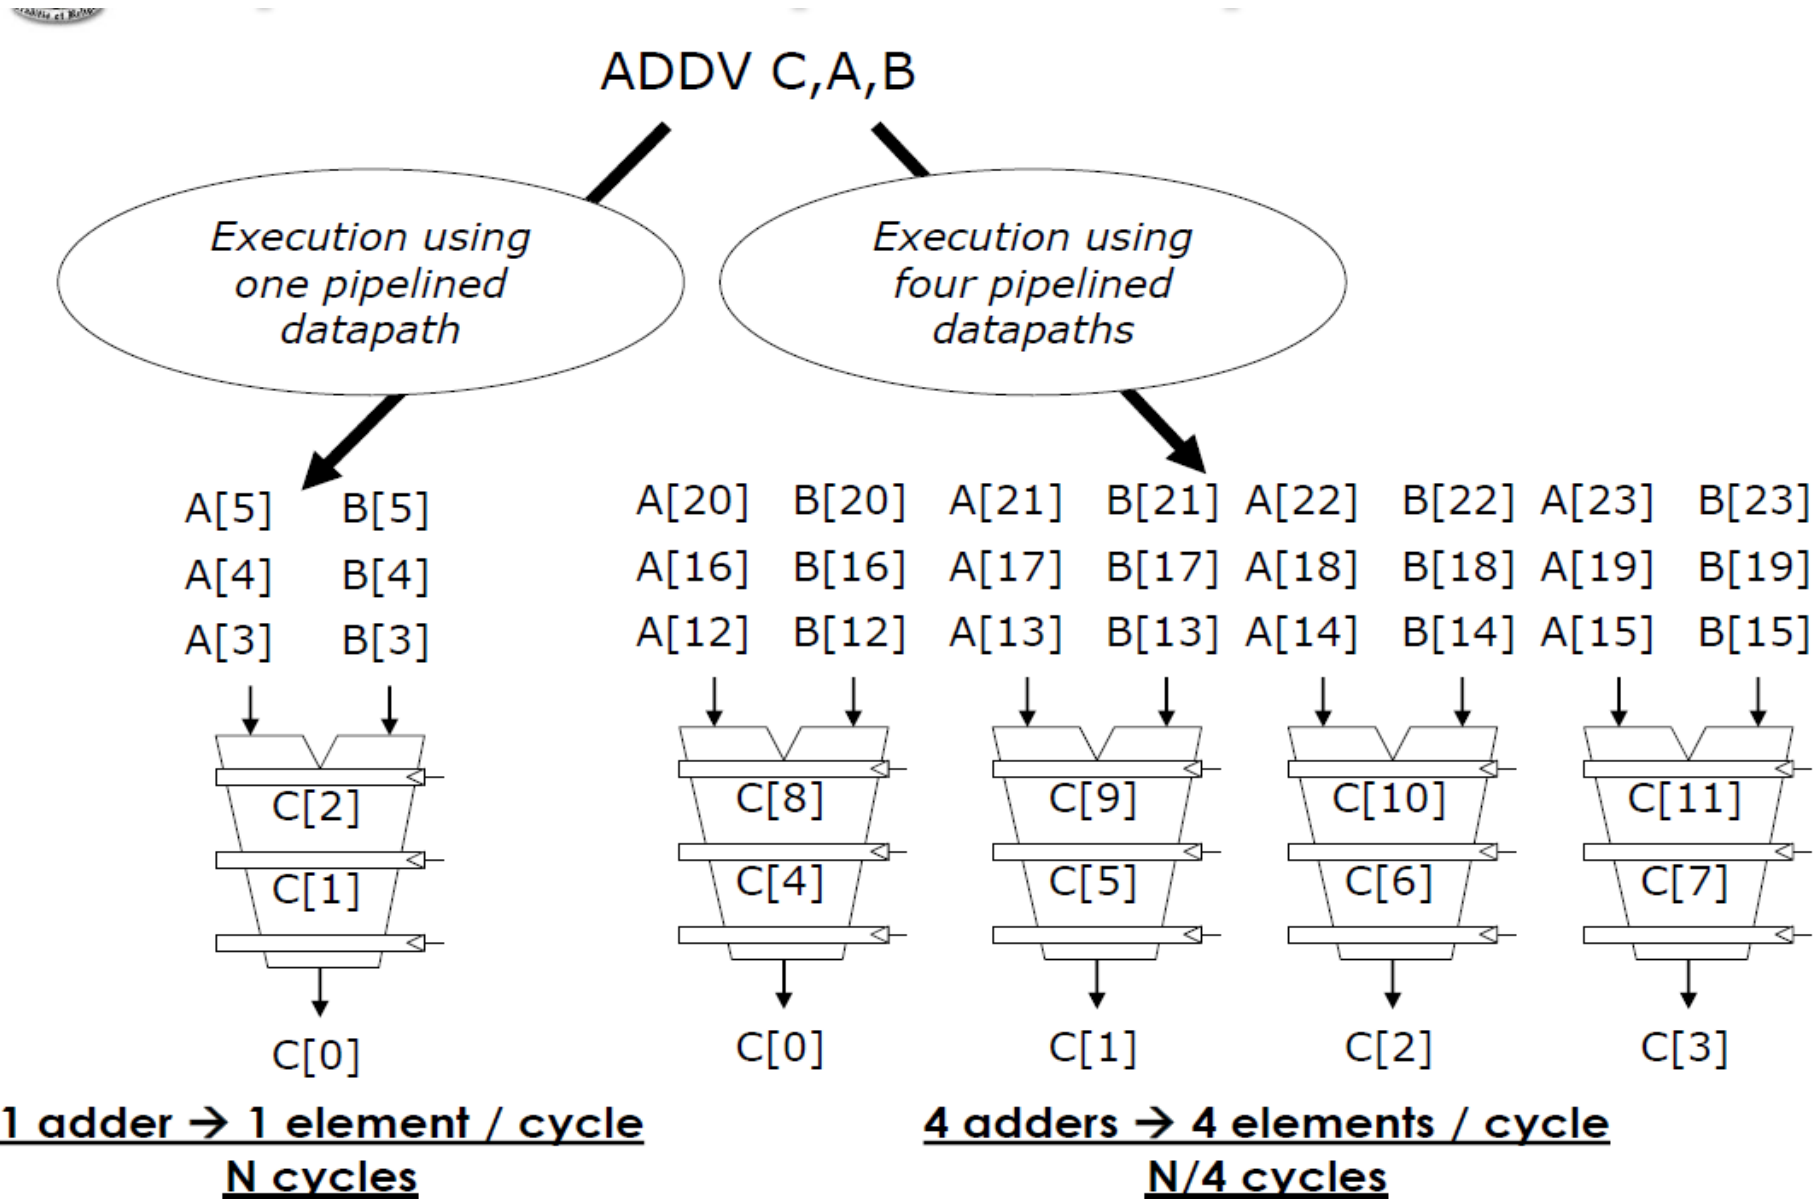 ADDV C,A,B
Execution using
one pipelined
datapath
Execution using
four pipelined
datapaths
A[5] B[5]
A[4] B[4]
A[3] B[3]
C[2]
C[1]
C[0]
1 adder → 1 element / cycle
N cycles
A[20] B[20] A[21] B[21] A[22] B[22] A[23] B[23]
A[16] B[16] A[17] B[17] A[18] B[18] A[19] B[19]
A[12] B[12] A[13] B[13] A[14] B[14] A[15] B[15]
C[8] C[9] C[10] C[11]
C[4] C[5] C[6] C[7]
C[0] C[1] C[2] C[3]
4 adders → 4 elements / cycle
N/4 cycles